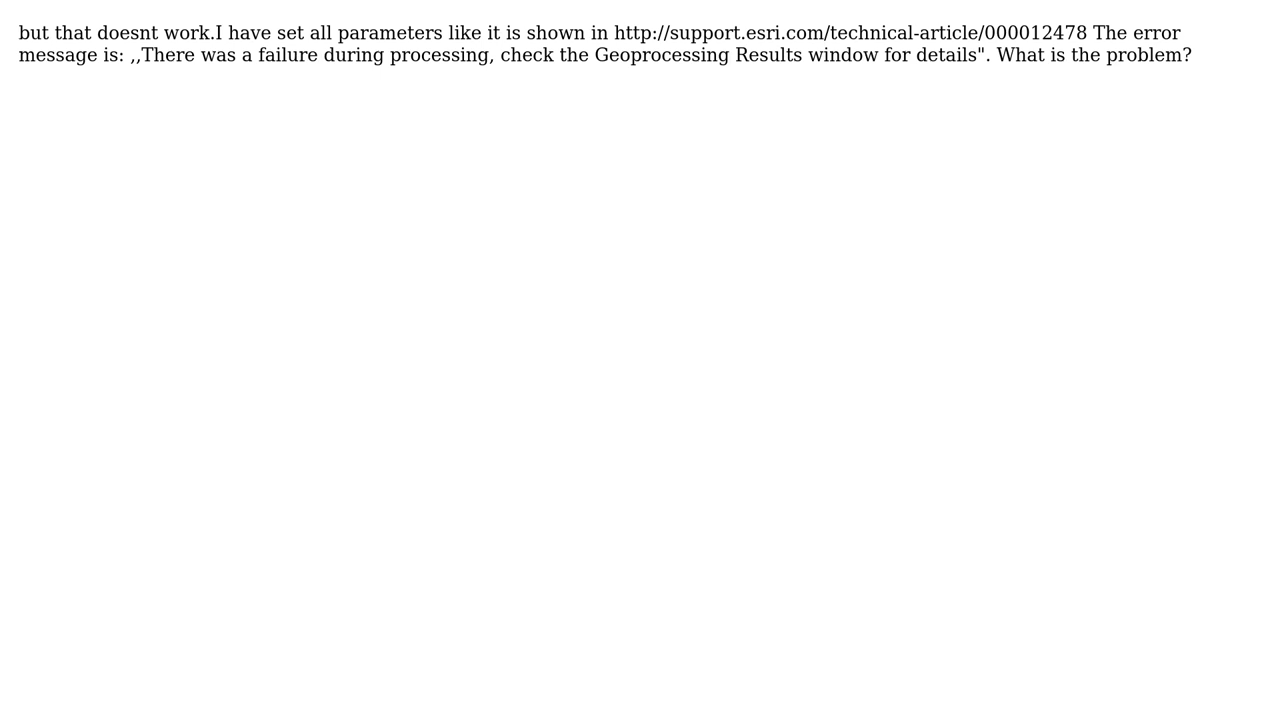 but that doesnt work.I have set all parameters like it is shown in http://support.esri.com/technical-article/000012478 The error
message is: ,,There was a failure during processing, check the Geoprocessing Results window for details". What is the problem?